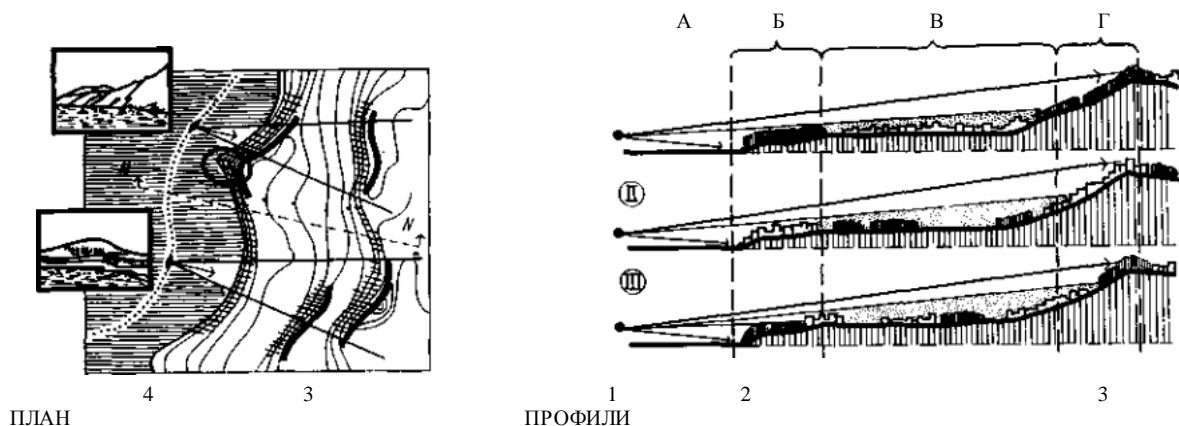 А Б В Г
II
III
N
4 3 1 2 3
ПЛАН ПРОФИЛИ